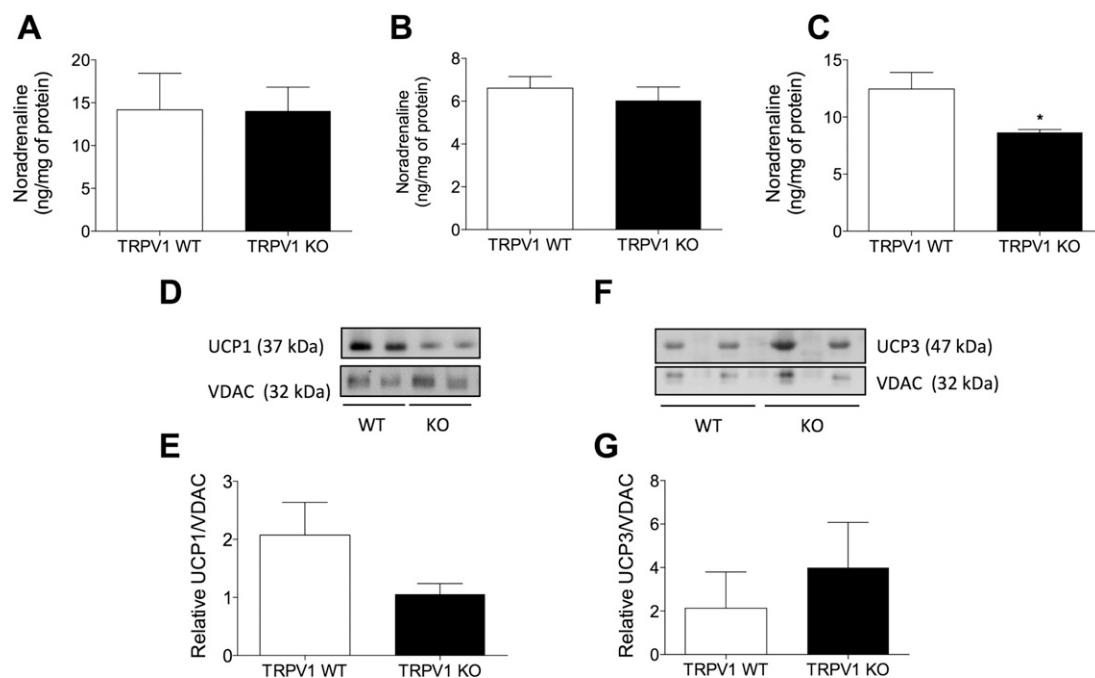 A
Noradrenaline
(ng/mg of protein)
20
15
10
5
0
TRPV1 WT
TRPV1 KO
B
Noradrenaline
(ng/mg of protein)
8
6
4
2
0
TRPV1 WT
TRPV1 KO
C
Noradrenaline
(ng/mg of protein)
15
10
5
0
*
TRPV1 WT
TRPV1 KO
D
UCP1 (37 kDa)
VDAC (32 kDa)
WT
KO
F
UCP3 (47 kDa)
VDAC (32 kDa)
WT
KO
E
Relative UCP1/VDAC
3
2
1
0
TRPV1 WT
TRPV1 KO
G
Relative UCP3/VDAC
8
6
4
2
0
TRPV1 WT
TRPV1 KO